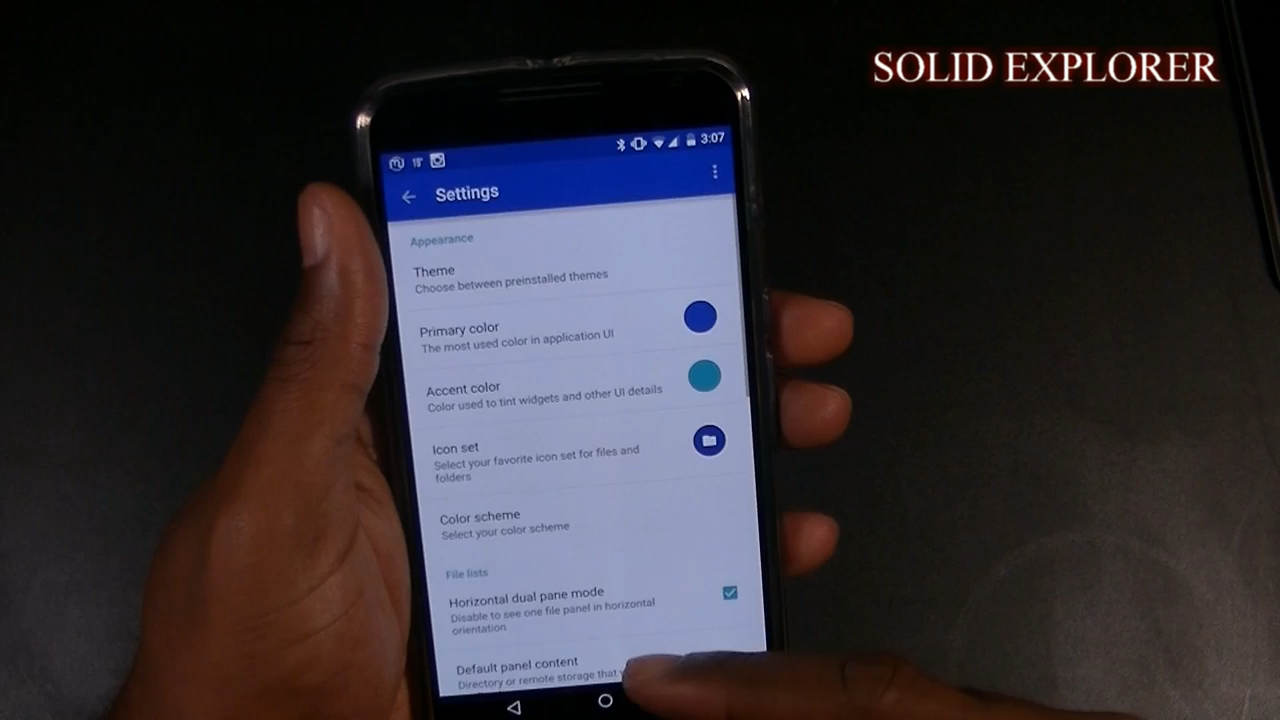 SOLID EXPLORER
3:07
Settings
Appearance
Theme
Choose between preinstalled themes
Primary color
The most used color in application UI
Accent color
Color used to tint widgets and other UI details
Icon set
Select your favorite icon set for files and
folders
Color scheme
Select your color scheme
File lists
Horizontal dual pane mode
Disable to see one file panel in horizontal
orientation
Default panel content
Directory or remote storage that